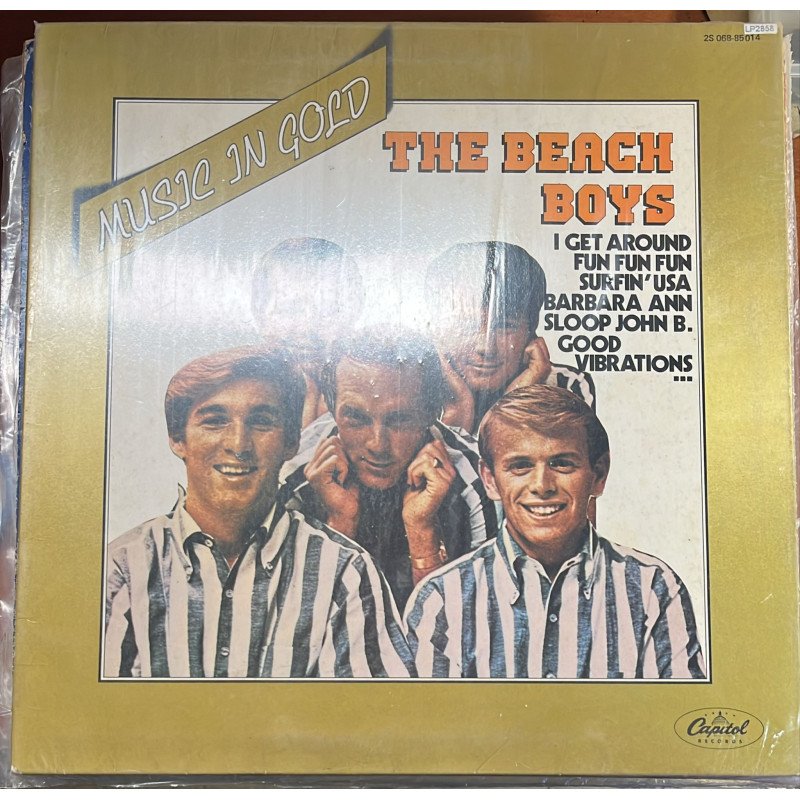 LP2858
2S 068-85014
MUSIC IN GOLD
THE BEACH
BOYS
I GET AROUND
FUN FUN FUN
SURFIN' USA
BARBARA ANN
SLOOP JOHN B.
GOOD
VIBRATIONS
...
Capitol
RECORDS